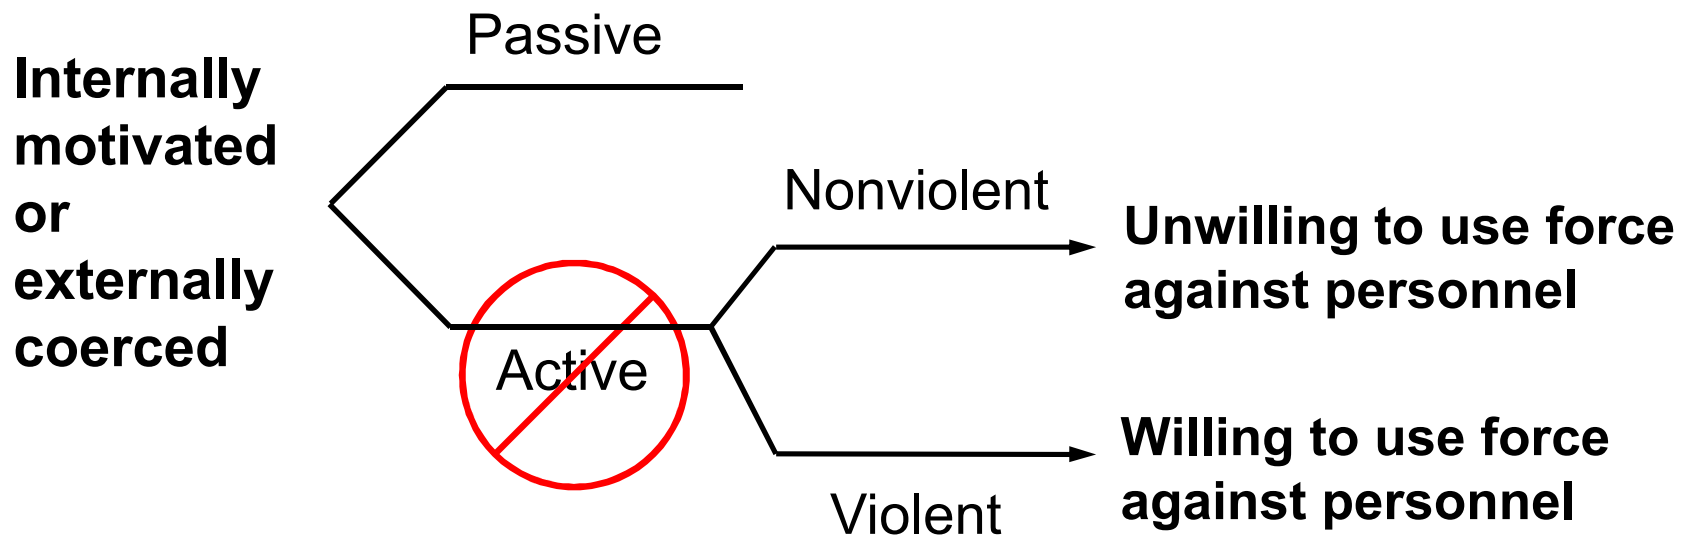 Passive
Internally
motivated
or
externally
coerced
Nonviolent
Unwilling to use force
against personnel
Active
Willing to use force
against personnel
Violent